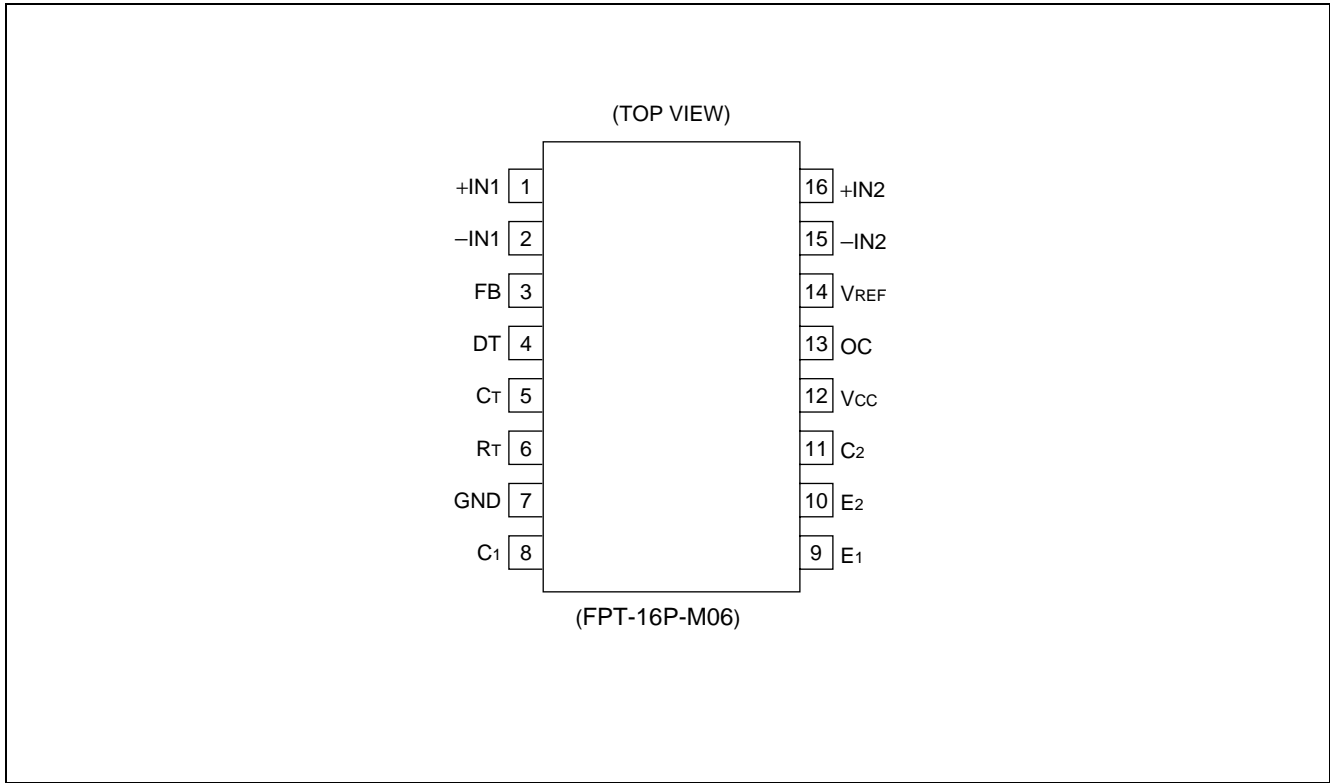 (TOP VIEW)
+IN1 1 16 +IN2
−IN1 2 15 −IN2
FB 3 14 VREF
DT 4 13 OC
CT 5 12 VCC
RT 6 11 C2
GND 7 10 E2
C1 8 9 E1
(FPT-16P-M06)